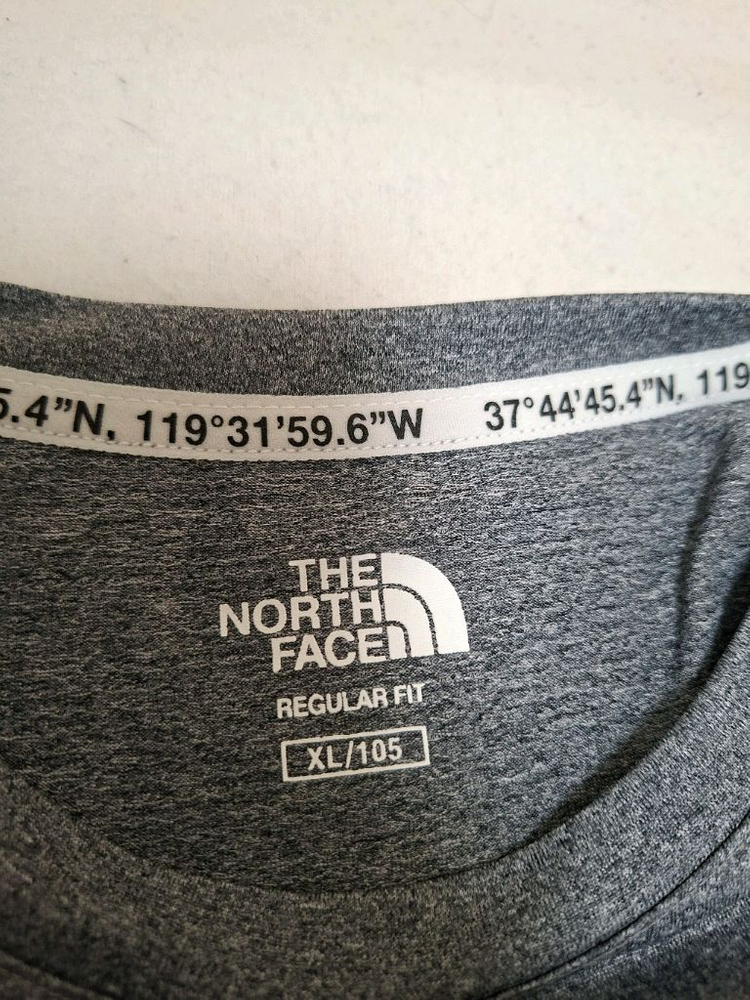 5.4”N, 119°31’59.6”W 37°44’45.4”N, 119
THE
NORTH
FACE
REGULAR FIT
XL/105